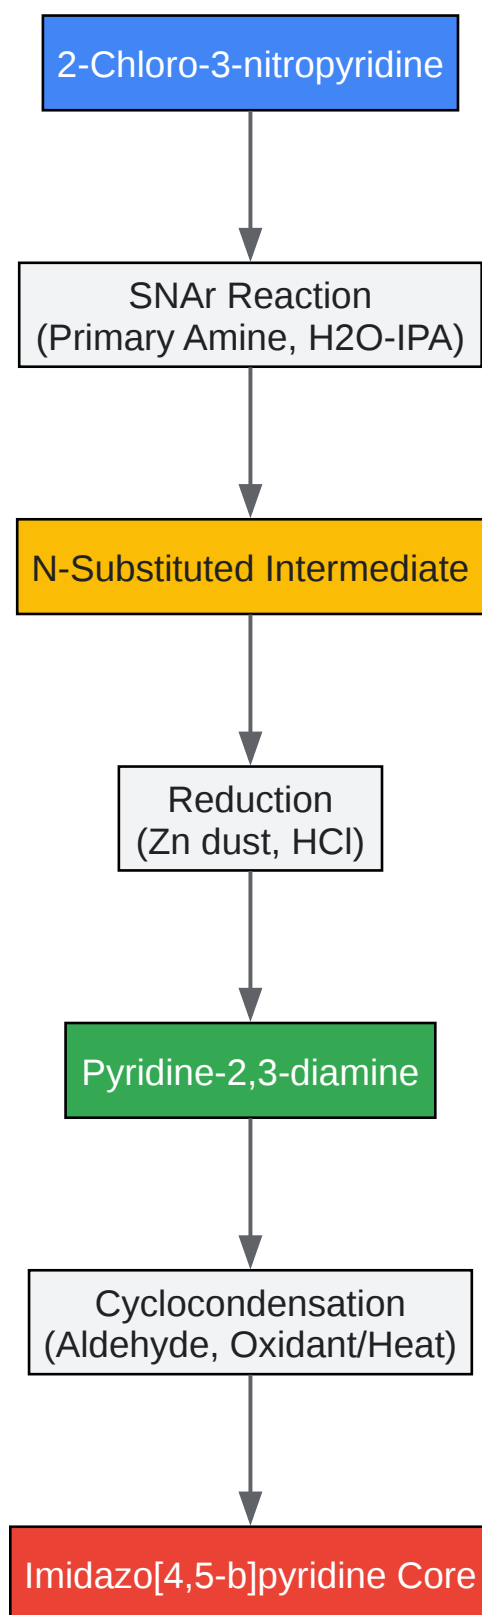 2-Chloro-3-nitropyridine
SNAr Reaction
(Primary Amine, H2O-IPA)
N-Substituted Intermediate
Reduction
(Zn dust, HCl)
Pyridine-2,3-diamine
Cyclocondensation
(Aldehyde, Oxidant/Heat)
Imidazo[4,5-b]pyridine Core